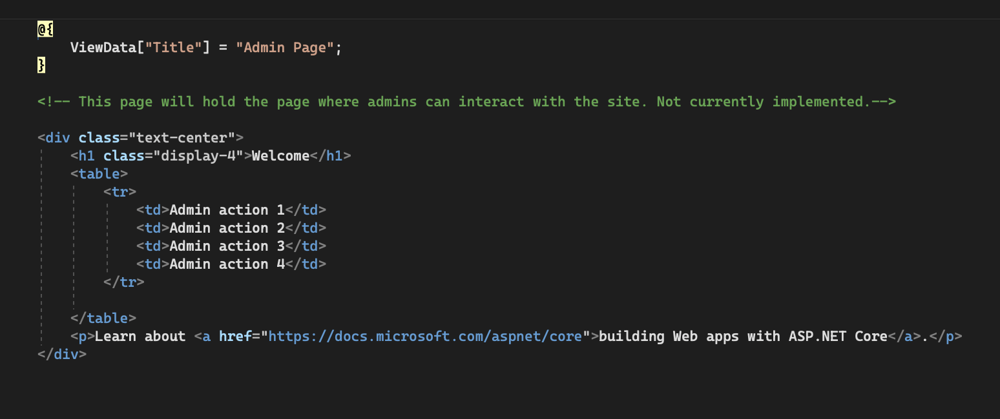 @{
ViewData["Title"] = "Admin Page";
}
<!-- This page will hold the page where admins can interact with the site. Not currently implemented.-->
<div class="text-center">
<h1 class="display-4">Welcome</h1>
<table>
<tr>
<td>Admin action 1</td>
<td>Admin action 2</td>
<td>Admin action 3</td>
<td>Admin action 4</td>
</tr>
</table>
<p>Learn about <a href="https://docs.microsoft.com/aspnet/core">building Web apps with ASP.NET Core</a>.</p>
</div>